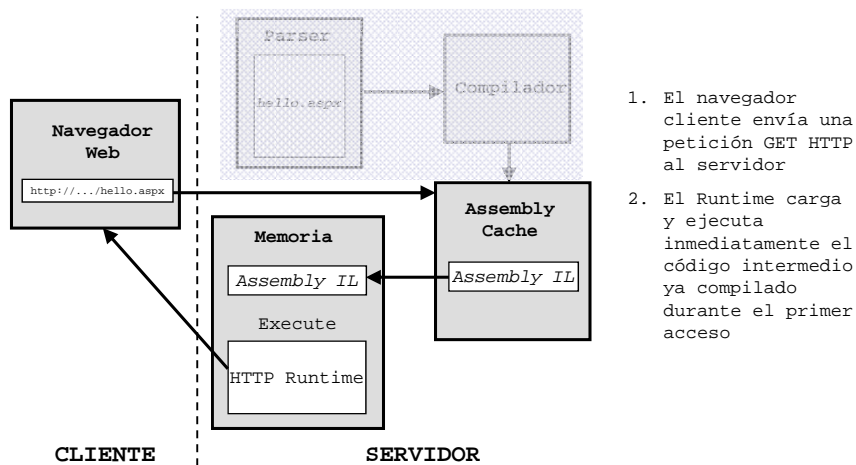 Parser
hello.aspx
Compilador
Navegador
Web
http://.../hello.aspx
Assembly
Cache
Assembly IL
Memoria
Assembly IL
Execute
HTTP Runtime
CLIENTE
SERVIDOR
1. El navegador
cliente envía una
petición GET HTTP
al servidor
2. El Runtime carga
y ejecuta
inmediatamente el
código intermedio
ya compilado
durante el primer
acceso